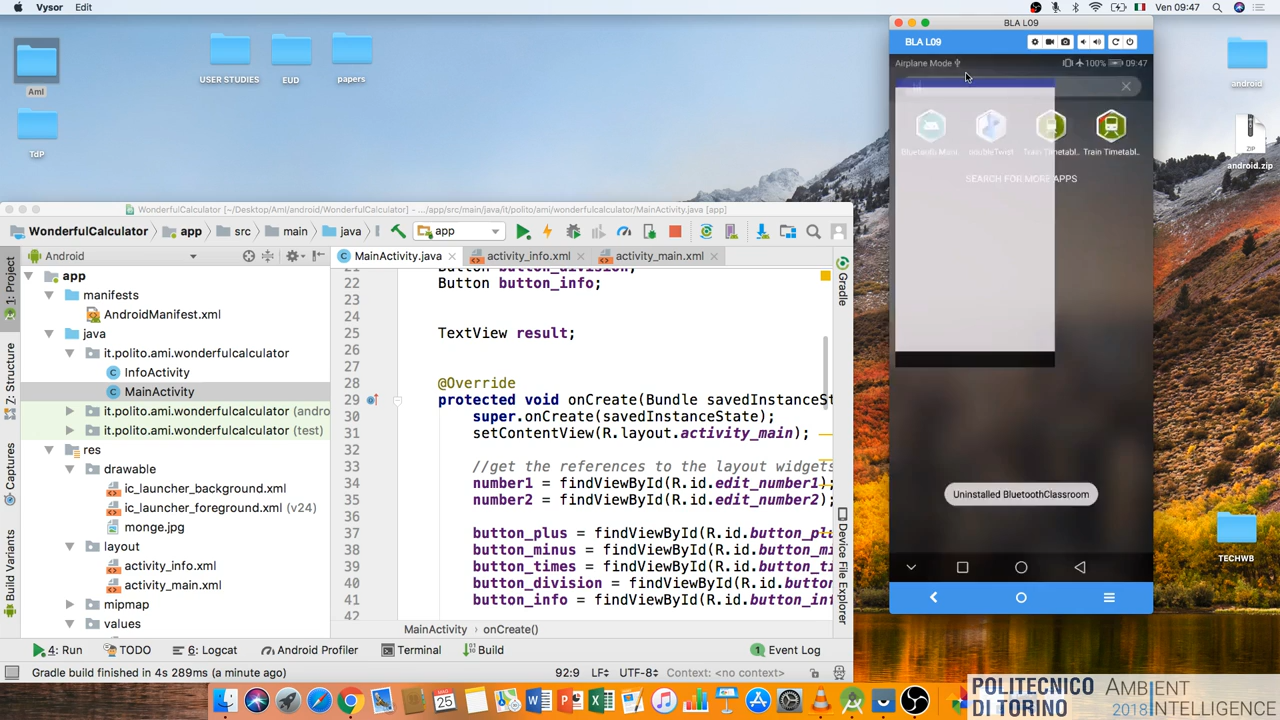 Vysor Edit
Ven 09:47
BLA L09
BLA L09
Airplane Mode
100% 09:47
Train Timetabl..
Train Timetabl..
SEARCH FOR MORE APPS
Uninstalled BluetoothClassroom
AmI
TdP
USER STUDIES
EUD
papers
android
android.zip
TECHWB
WonderfulCalculator [~/Desktop/AmI/android/WonderfulCalculator] - .../app/src/main/java/it/polito/ami/wonderfulcalculator/MainActivity.java [app]
WonderfulCalculator app src main java app
Android
MainActivity.java activity_info.xml activity_main.xml
1: Project
7: Structure
Captures
Build Variants
Gradle
Device File Explorer
app
manifests
AndroidManifest.xml
java
it.polito.ami.wonderfulcalculator
InfoActivity
MainActivity
it.polito.ami.wonderfulcalculator (andro
it.polito.ami.wonderfulcalculator (test)
res
drawable
ic_launcher_background.xml
ic_launcher_foreground.xml (v24)
monge.jpg
layout
activity_info.xml
activity_main.xml
mipmap
values
21 Button button_division;
22 Button button_info;
23
24
25 TextView result;
26
27
28 @Override
29 protected void onCreate(Bundle savedInstanceSt
30 super.onCreate(savedInstanceState);
31 setContentView(R.layout.activity_main);
32
33 //get the references to the layout widgets
34 number1 = findViewById(R.id.edit_number1);
35 number2 = findViewById(R.id.edit_number2);
36
37 button_plus = findViewById(R.id.button_plu
38 button_minus = findViewById(R.id.button_mi
39 button_times = findViewById(R.id.button_ti
40 button_division = findViewById(R.id.button
41 button_info = findViewById(R.id.button_inf
42
MainActivity onCreate()
4: Run TODO 6: Logcat Android Profiler Terminal Build 1 Event Log
Gradle build finished in 4s 289ms (a minute ago) 92:9 LF UTF-8 Context: <no context>
POLITECNICO
DI TORINO
AMBIENT
2018 INTELLIGENCE